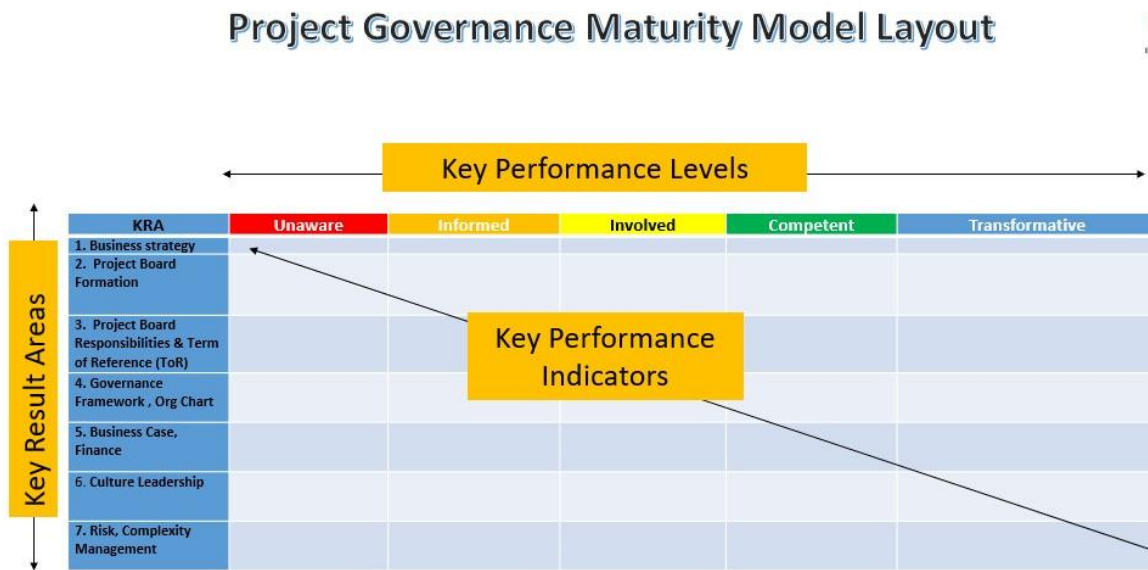 Project Governance Maturity Model Layout
Key Performance Levels
KRA Unaware Informed Involved Competent Transformative
1. Business strategy
2. Project Board
Formation
3. Project Board
Responsibilities & Term
of Reference (ToR)
4. Governance
Framework , Org Chart
5. Business Case,
Finance
6. Culture Leadership
7. Risk, Complexity
Management
Key Result Areas
Key Performance
Indicators